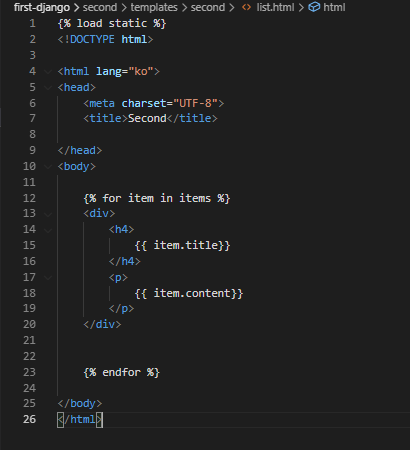 first-django > second > templates > second > <> list.html > html
1 {% load static %}
2 <!DOCTYPE html>
3
4 <html lang="ko">
5 <head>
6 <meta charset="UTF-8">
7 <title>Second</title>
8
9 </head>
10 <body>
11
12 {% for item in items %}
13 <div>
14 <h4>
15 {{ item.title}}
16 </h4>
17 <p>
18 {{ item.content}}
19 </p>
20 </div>
21
22
23 {% endfor %}
24
25 </body>
26 </html>